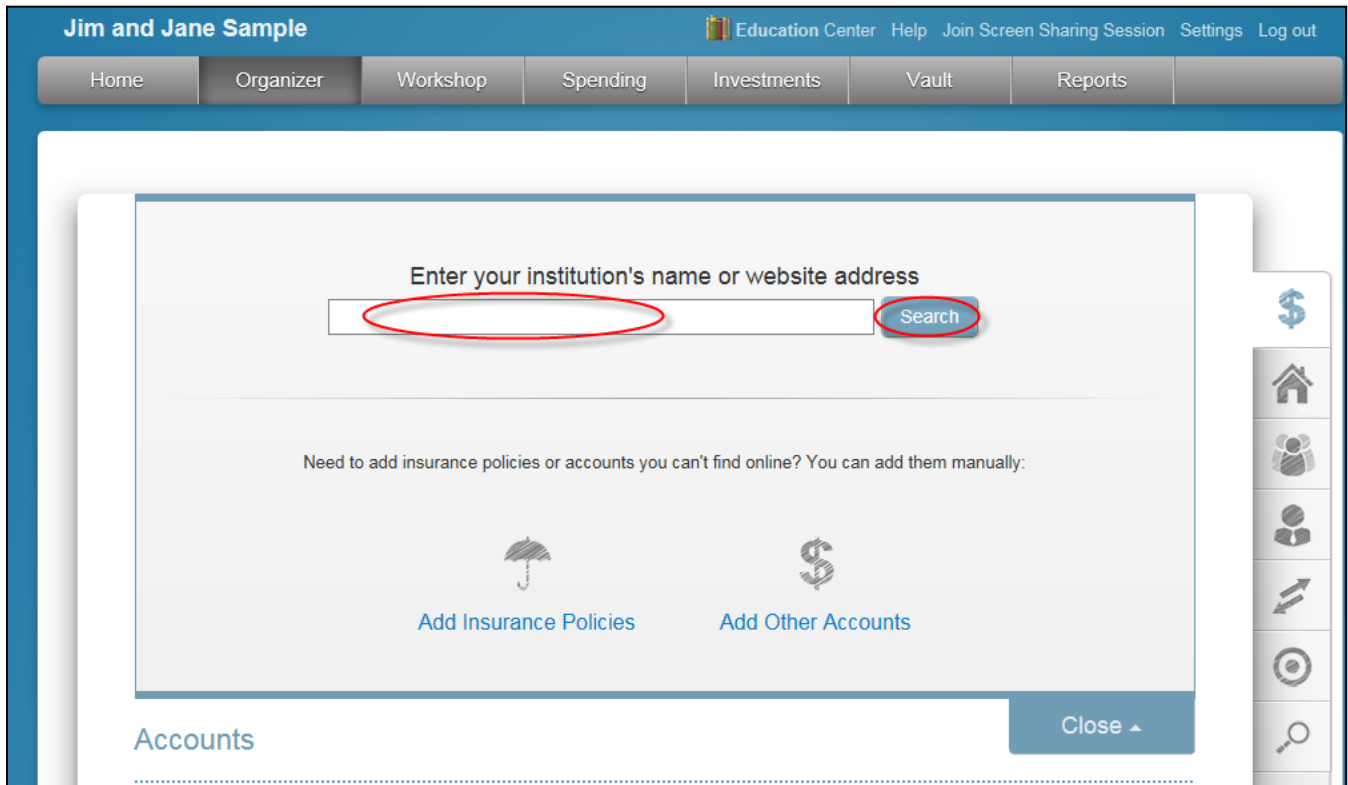 Jim and Jane Sample
Education Center Help Join Screen Sharing Session Settings Log out
Home Organizer Workshop Spending Investments Vault Reports
Enter your institution's name or website address
Search
Need to add insurance policies or accounts you can't find online? You can add them manually:
Add Insurance Policies Add Other Accounts
Close
Accounts